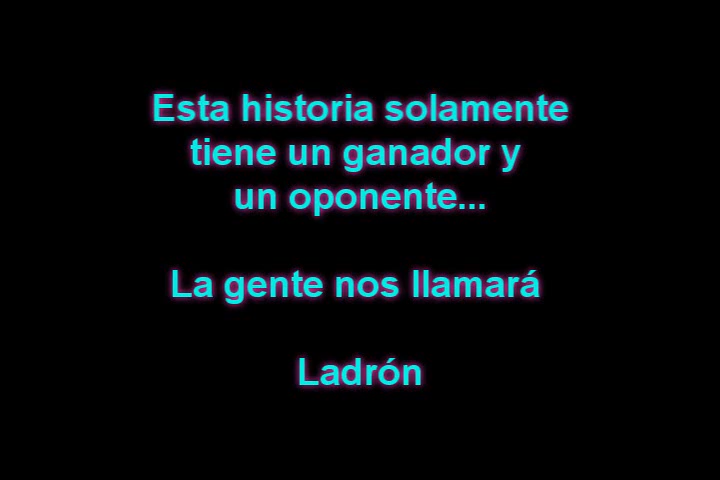 Esta historia solamente
tiene un ganador y
un oponente...
La gente nos llamará
Ladrón